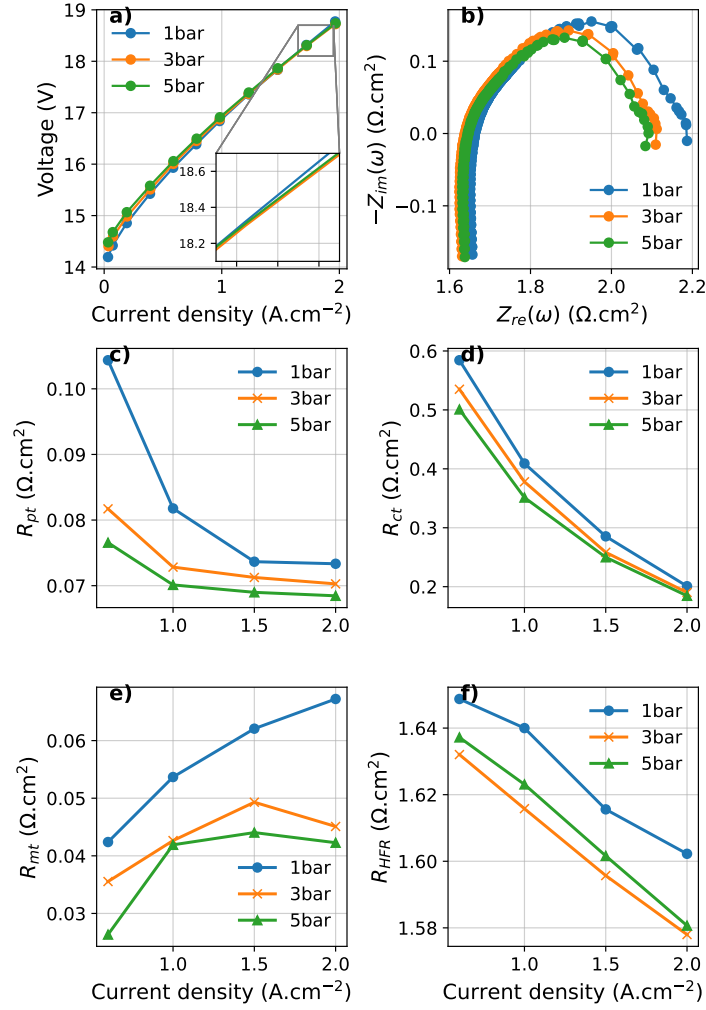 a)
1bar
3bar
5bar
Voltage (V)
19
18
17
16
15
14
18.6
18.4
18.2
0
1
2
Current density (A.cm⁻²)
b)
1bar
3bar
5bar
−Z_im(ω) (Ω.cm²)
0.1
0.0
−0.1
1.6
1.8
2.0
2.2
Z_re(ω) (Ω.cm²)
c)
1bar
3bar
5bar
R_pt (Ω.cm²)
0.10
0.09
0.08
0.07
1.0
1.5
2.0
d)
1bar
3bar
5bar
R_ct (Ω.cm²)
0.6
0.5
0.4
0.3
0.2
1.0
1.5
2.0
e)
1bar
3bar
5bar
R_mt (Ω.cm²)
0.06
0.05
0.04
0.03
1.0
1.5
2.0
Current density (A.cm⁻²)
f)
1bar
3bar
5bar
R_HFR (Ω.cm²)
1.64
1.62
1.60
1.58
1.0
1.5
2.0
Current density (A.cm⁻²)